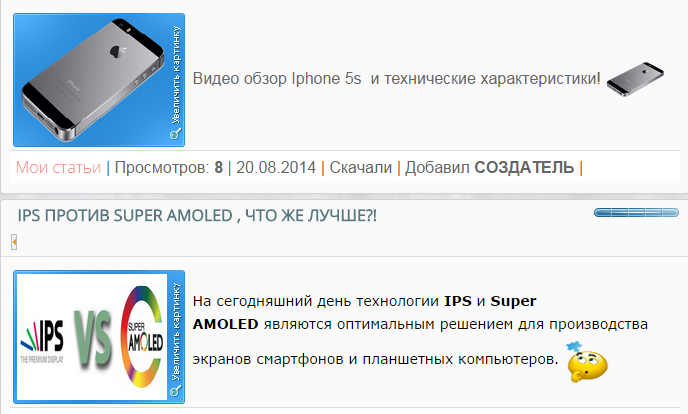 Увеличить картинку
Видео обзор Iphone 5s и технические характеристики!
Мои статьи | Просмотров: 8 | 20.08.2014 | Скачали | Добавил СОЗДАТЕЛЬ |
IPS ПРОТИВ SUPER AMOLED , ЧТО ЖЕ ЛУЧШЕ?!
IPS
THE PREMIUM DISPLAY
VS
SUPER
AMOLED
Увеличить картинку
На сегодняшний день технологии IPS и Super
AMOLED являются оптимальным решением для производства
экранов смартфонов и планшетных компьютеров.